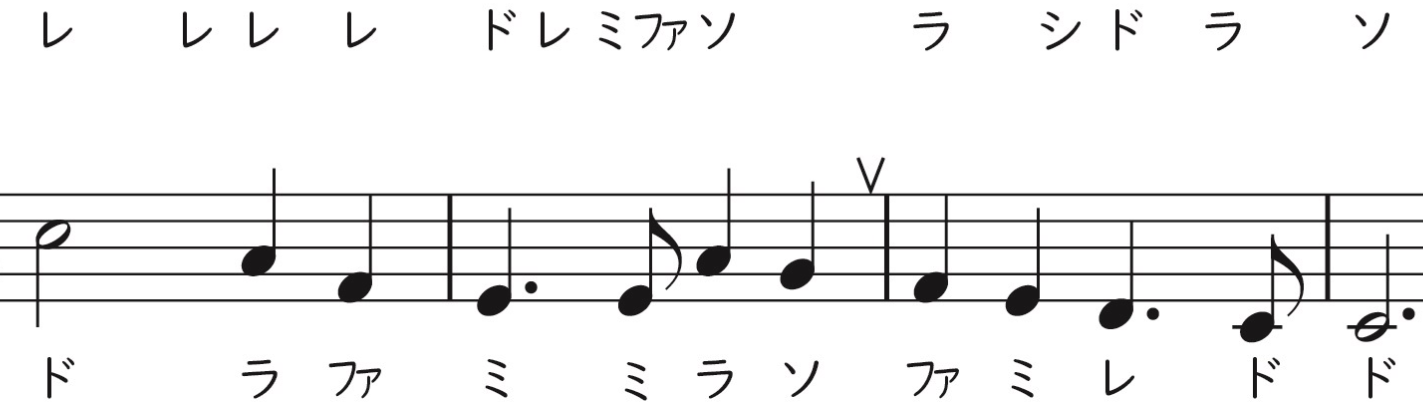 レ レ レ レ ド レ ミ ファ ソ ラ シ ド ラ ソ
ド ラ ファ ミ ミ ラ ソ ファ ミ レ ド ド